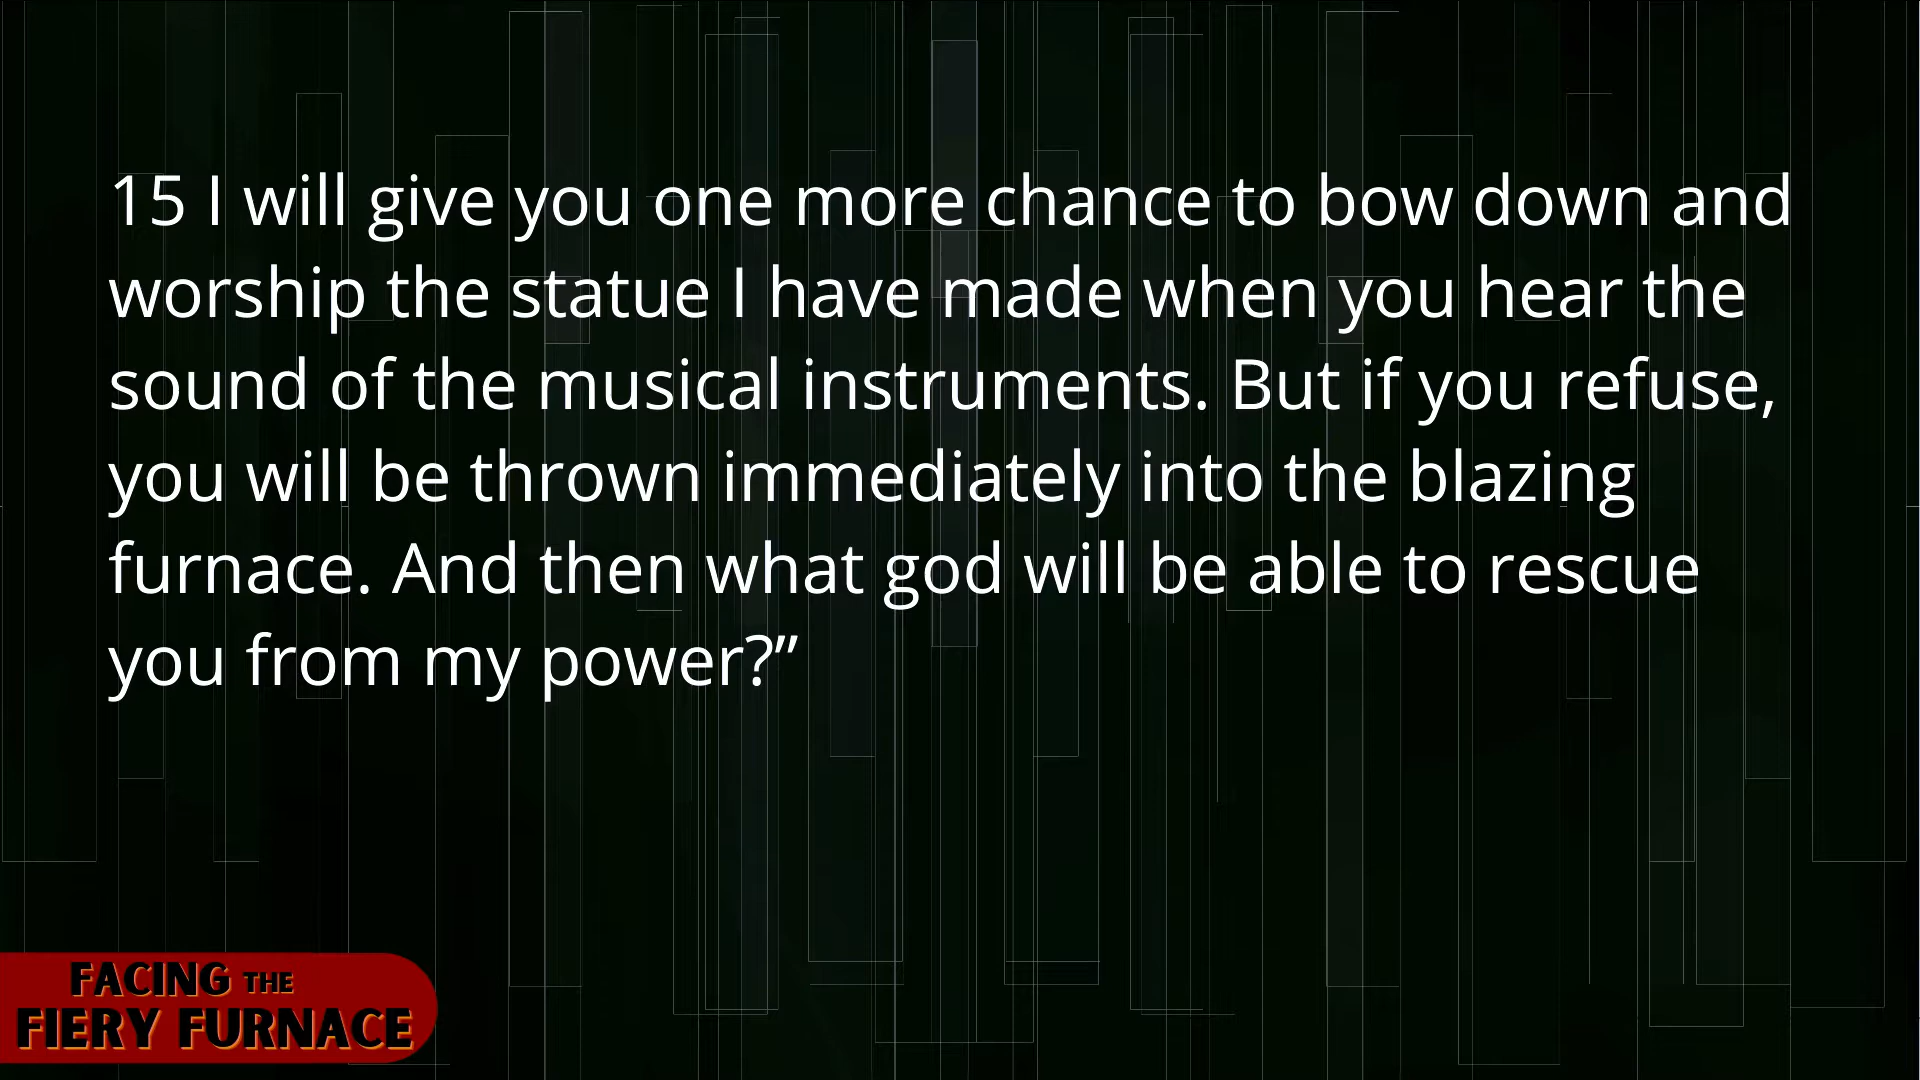 15 I will give you one more chance to bow down and
worship the statue I have made when you hear the
sound of the musical instruments. But if you refuse,
you will be thrown immediately into the blazing
furnace. And then what god will be able to rescue
you from my power?”
FACING THE
FIERY FURNACE